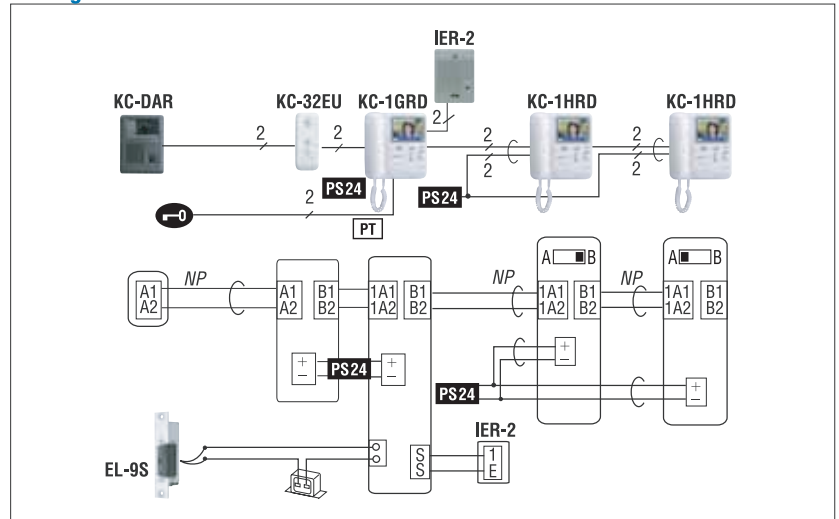 IER-2
KC-DAR KC-32EU KC-1GRD KC-1HRD KC-1HRD
2 2 2 2 2
2 2
PS24 PS24
2
PT
A B A B
NP NP NP
A1 A1 B1 1A1 B1 1A1 B1 1A1 B1
A2 A2 B2 1A2 B2 1A2 B2 1A2 B2
+ PS24 + +
- - -
PS24 +
-
IER-2
EL-9S S 1
S E